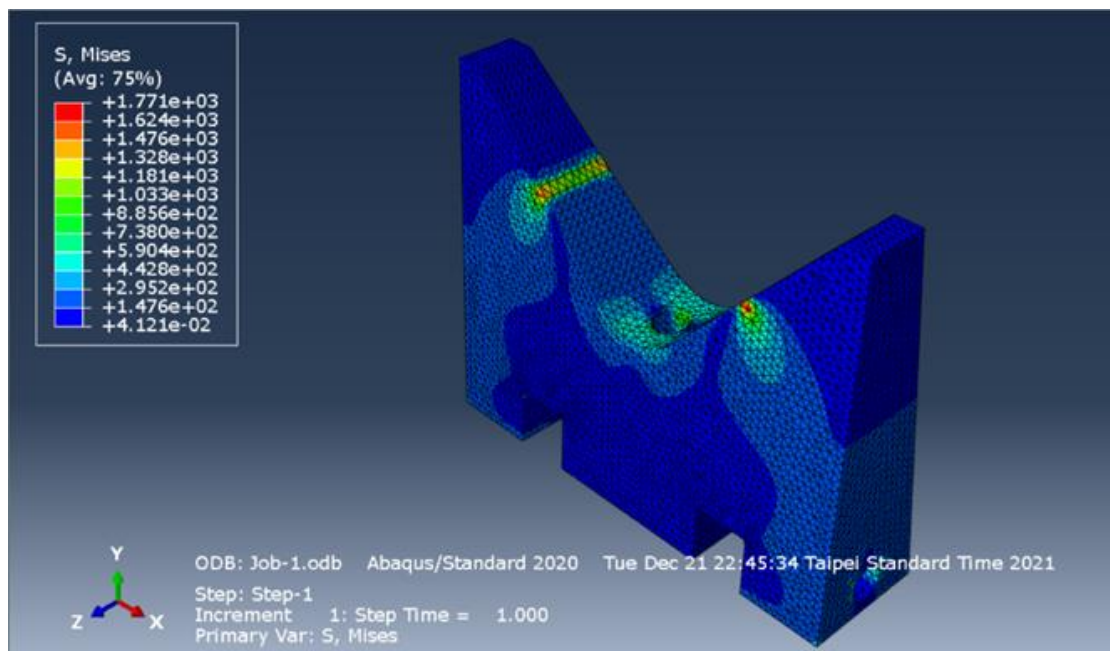 S, Mises
(Avg: 75%)
+1.771e+03
+1.624e+03
+1.476e+03
+1.328e+03
+1.181e+03
+1.033e+03
+8.856e+02
+7.380e+02
+5.904e+02
+4.428e+02
+2.952e+02
+1.476e+02
+4.121e-02
Y
Z
X
ODB: Job-1.odb Abaqus/Standard 2020 Tue Dec 21 22:45:34 Taipei Standard Time 2021
Step: Step-1
Increment 1: Step Time = 1.000
Primary Var: S, Mises